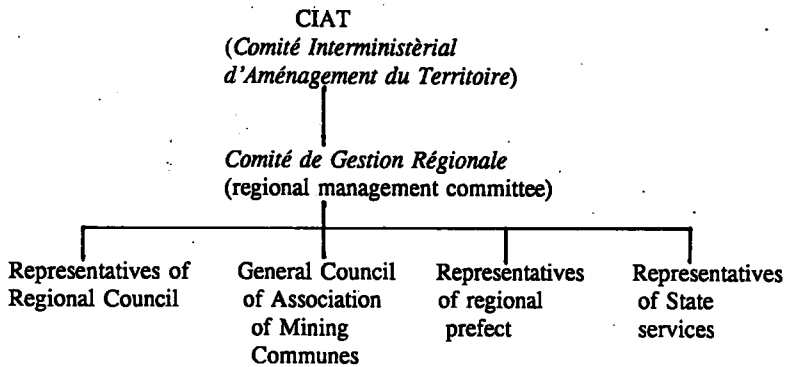 CIAT
(Comité Interministèrial
d'Aménagement du Territoire)
Comité de Gestion Régionale
(regional management committee)
Representatives of
Regional Council
General Council
of Association
of Mining
Communes
Representatives
of regional
prefect
Representatives
of State
services